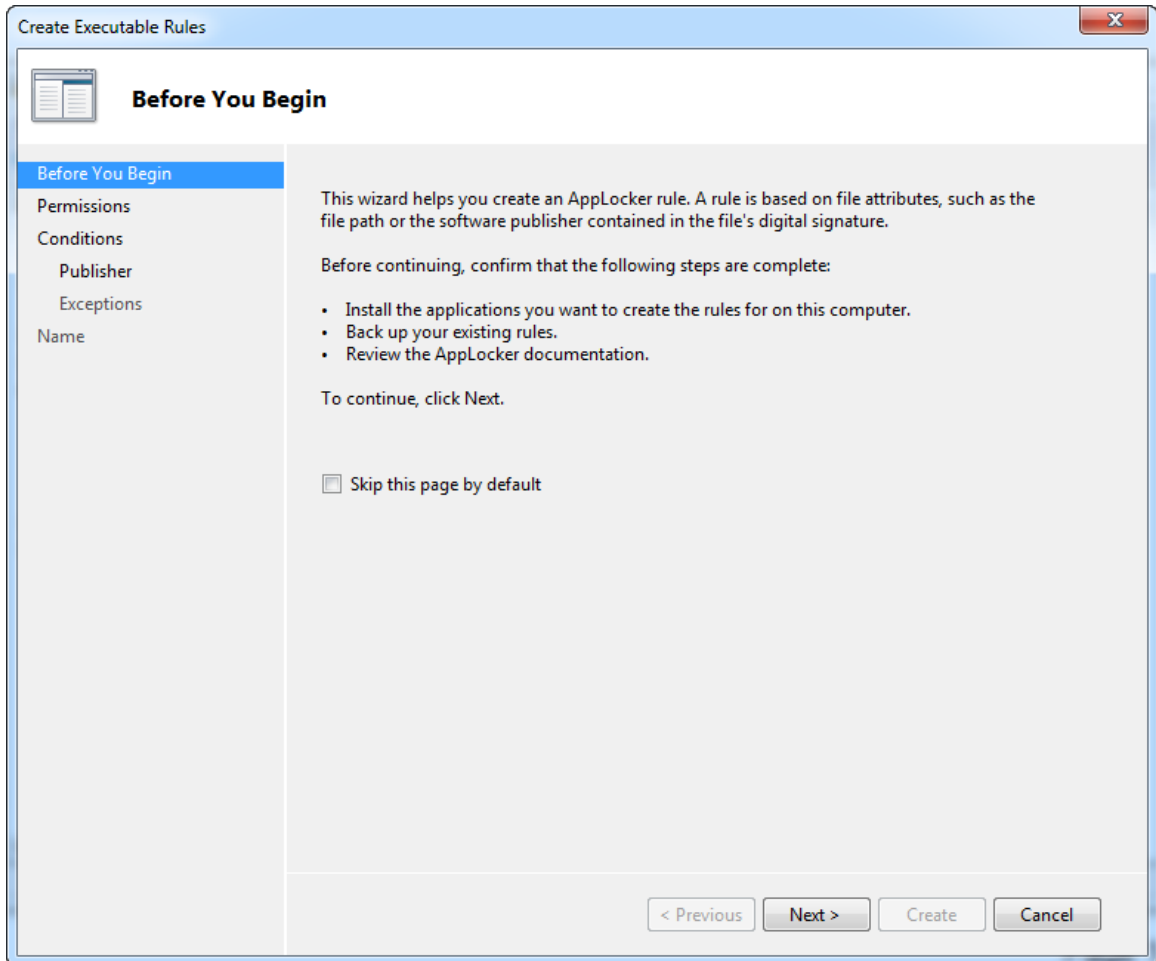 Create Executable Rules
Before You Begin
Before You Begin
Permissions
Conditions
Publisher
Exceptions
Name
This wizard helps you create an AppLocker rule. A rule is based on file attributes, such as the
file path or the software publisher contained in the file's digital signature.
Before continuing, confirm that the following steps are complete:
• Install the applications you want to create the rules for on this computer.
• Back up your existing rules.
• Review the AppLocker documentation.
To continue, click Next.
Skip this page by default
< Previous
Next >
Create
Cancel